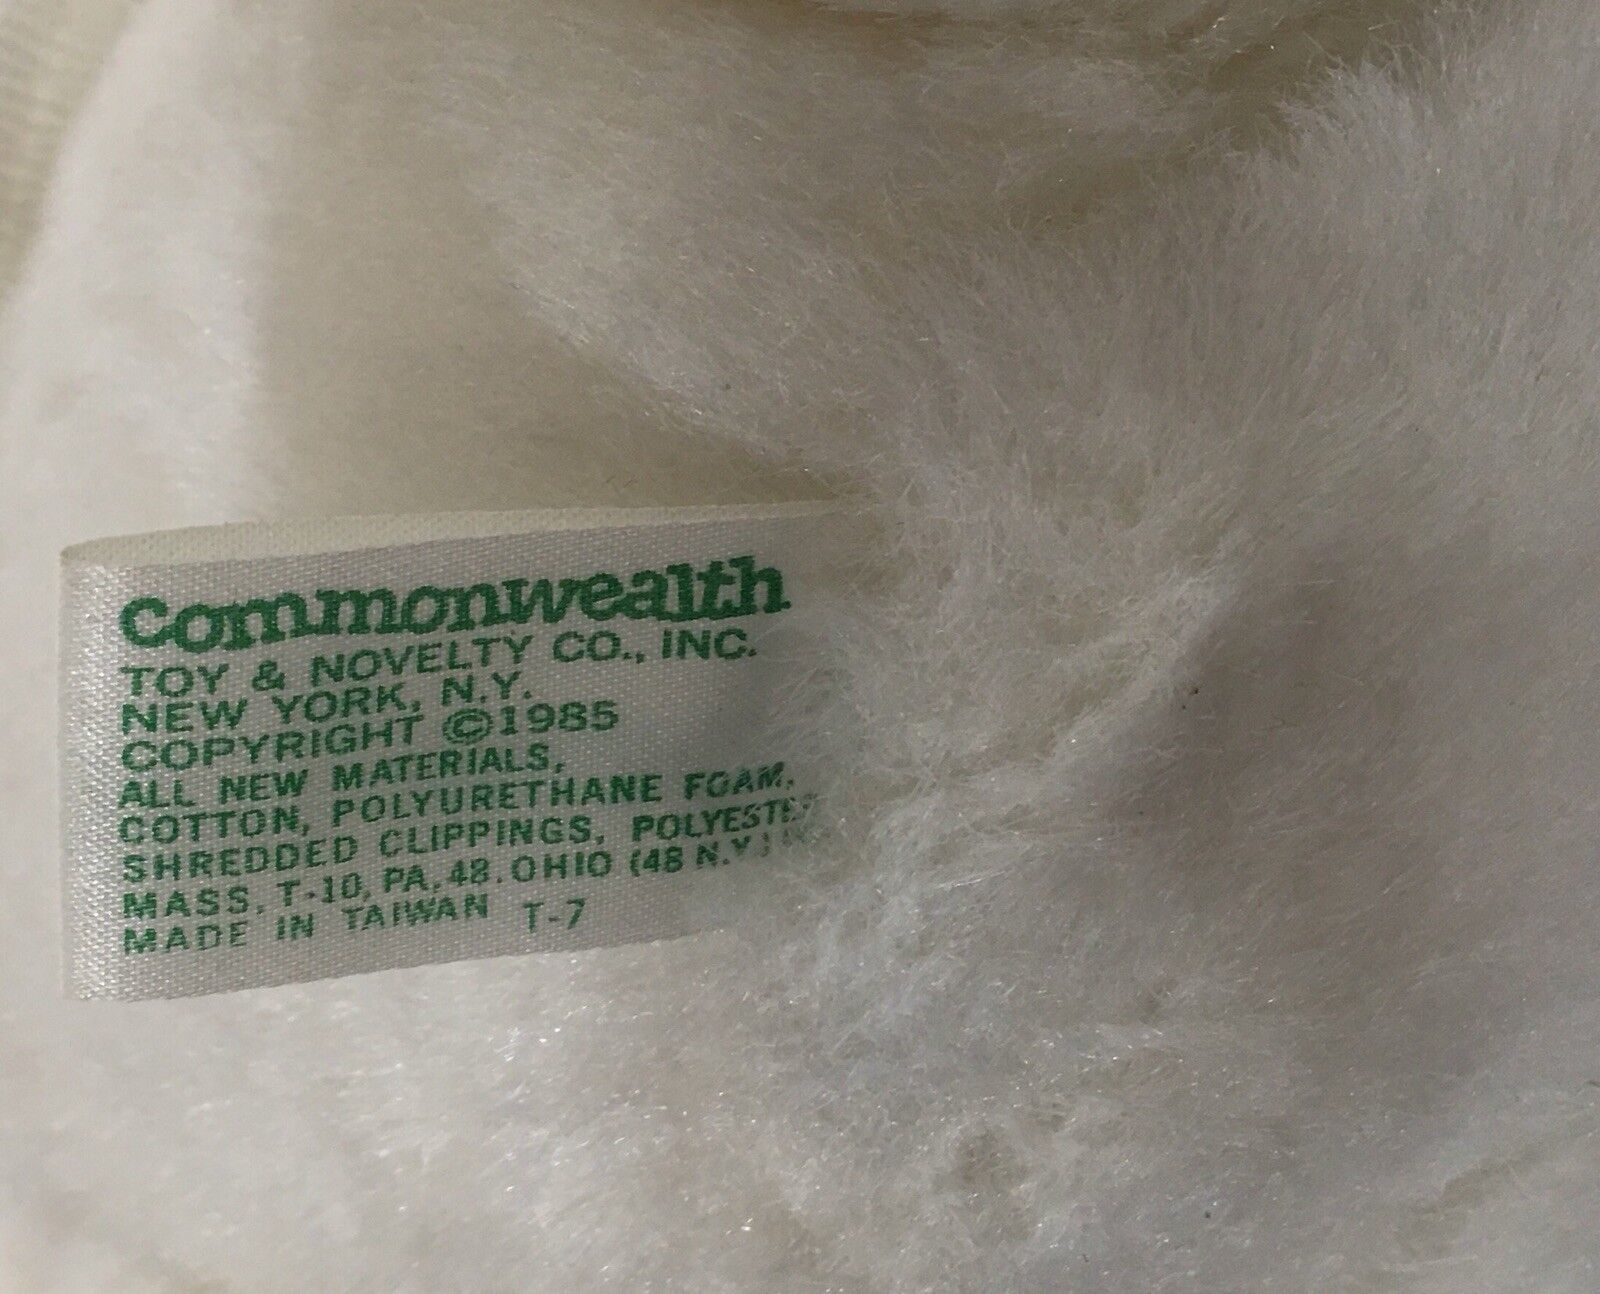 Commonwealth
TOY & NOVELTY CO., INC.
NEW YORK, N.Y.
COPYRIGHT ©1985
ALL NEW MATERIALS,
COTTON, POLYURETHANE FOAM,
SHREDDED CLIPPINGS, POLYESTER
MASS. T-10, PA. 48. OHIO (48 N.Y.)
MADE IN TAIWAN T-7